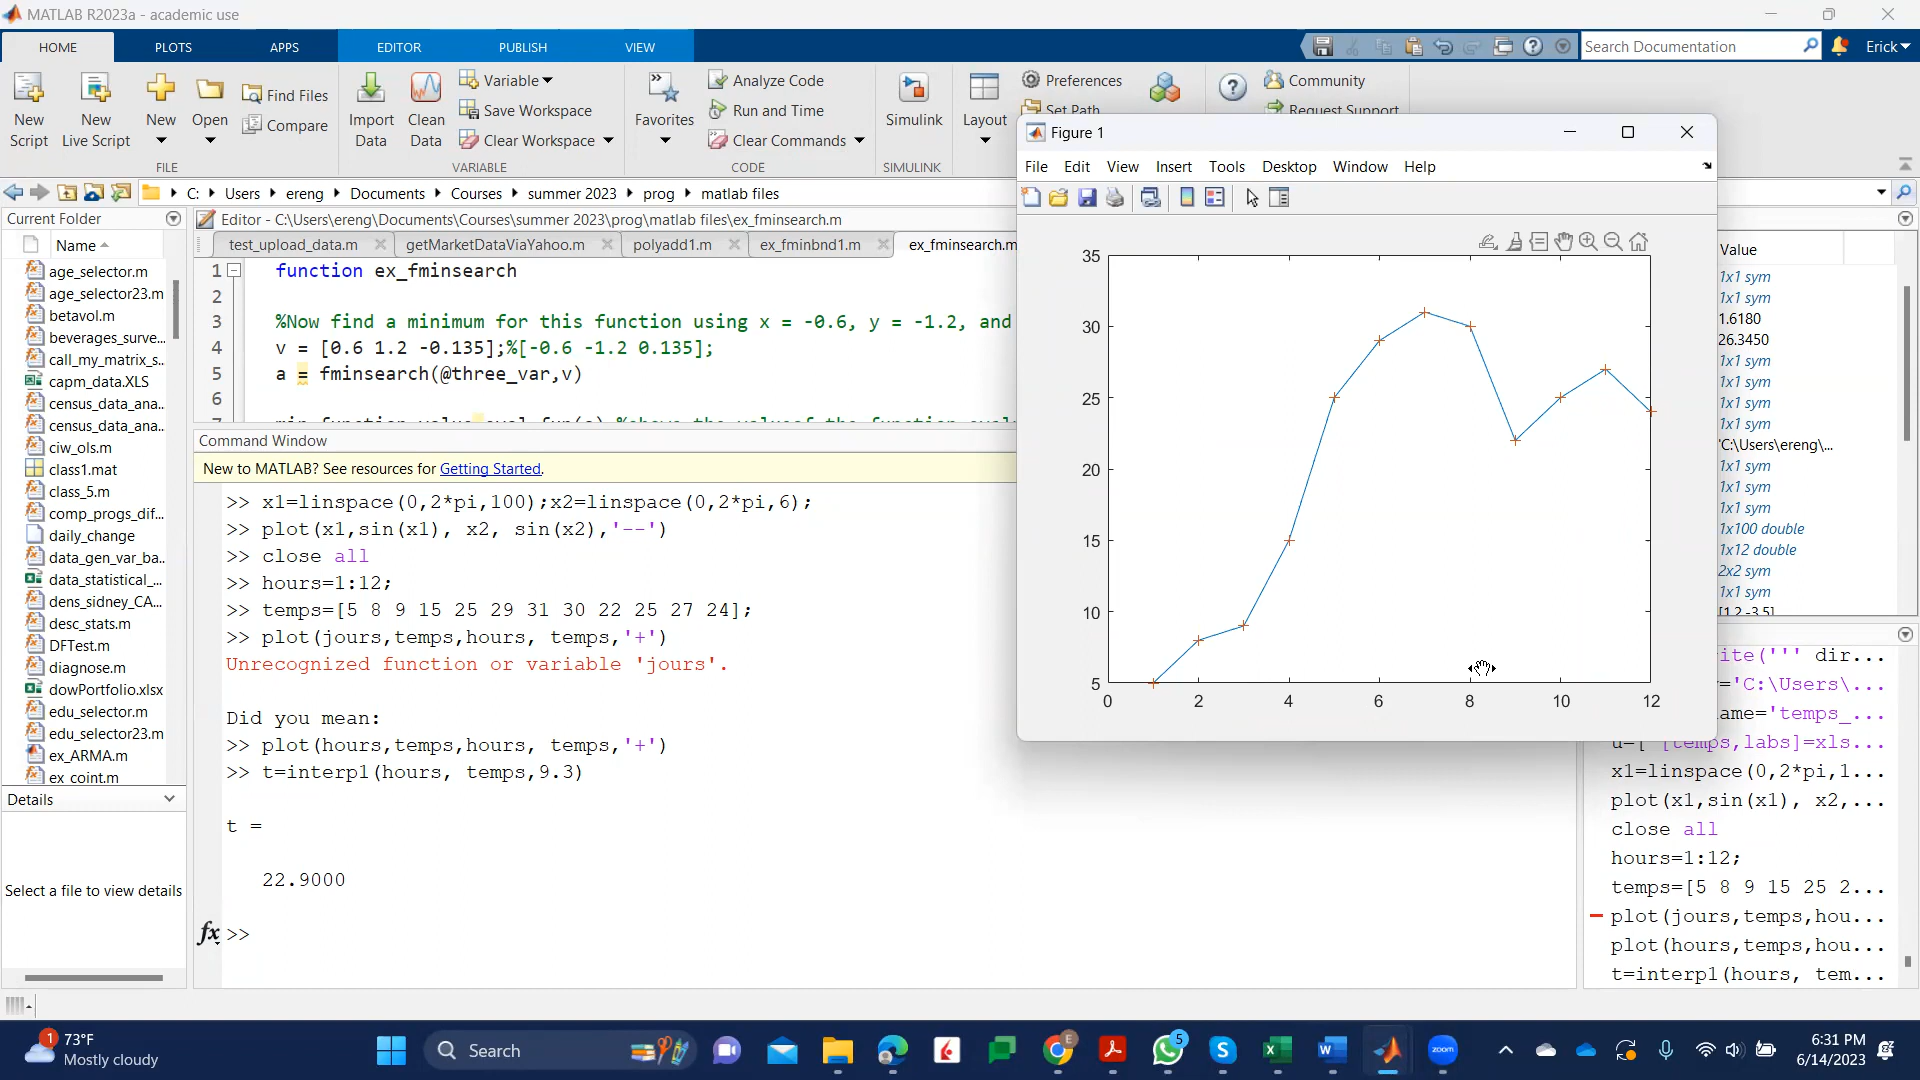 MATLAB R2023a - academic use
HOME PLOTS APPS EDITOR PUBLISH VIEW
Search Documentation
Erick
New Script
New Live Script
New
Open
Find Files
Compare
FILE
Import Data
Clean Data
Variable
Save Workspace
Clear Workspace
VARIABLE
Favorites
Analyze Code
Run and Time
Clear Commands
CODE
Simulink
SIMULINK
Layout
Preferences
Set Path
Community
Request Support
C: Users ereng Documents Courses summer 2023 prog matlab files
Current Folder
Name
age_selector.m
age_selector23.m
betavol.m
beverages_surve...
call_my_matrix_s...
capm_data.XLS
census_data_ana...
census_data_ana...
ciw_ols.m
class1.mat
class_5.m
comp_progs_dif...
daily_change
data_gen_var_ba...
data_statistical_...
dens_sidney_CA...
desc_stats.m
DFTest.m
diagnose.m
dowPortfolio.xlsx
edu_selector.m
edu_selector23.m
ex_ARMA.m
ex_coint.m
Details
Select a file to view details
Editor - C:\Users\ereng\Documents\Courses\summer 2023\prog\matlab files\ex_fminsearch.m
test_upload_data.m getMarketDataViaYahoo.m polyadd1.m ex_fminbnd1.m ex_fminsearch.m
1 function ex_fminsearch
2
3 %Now find a minimum for this function using x = -0.6, y = -1.2, and
4 v = [0.6 1.2 -0.135];%[-0.6 -1.2 0.135];
5 a = fminsearch(@three_var,v)
6
Command Window
New to MATLAB? See resources for Getting Started.
>> x1=linspace(0,2*pi,100);x2=linspace(0,2*pi,6);
>> plot(x1,sin(x1), x2, sin(x2),'--')
>> close all
>> hours=1:12;
>> temps=[5 8 9 15 25 29 31 30 22 25 27 24];
>> plot(jours,temps,hours, temps,'+')
Unrecognized function or variable 'jours'.
Did you mean:
>> plot(hours,temps,hours, temps,'+')
>> t=interp1(hours, temps,9.3)
t =
22.9000
fx >>
Figure 1
File Edit View Insert Tools Desktop Window Help
35
30
25
20
15
10
5
0 2 4 6 8 10 12
Value
1x1 sym
1x1 sym
1.6180
26.3450
1x1 sym
1x1 sym
1x1 sym
1x1 sym
'C:\Users\ereng\...
1x1 sym
1x1 sym
1x1 sym
1x100 double
1x12 double
2x2 sym
1x1 sym
[1.2 -3.5]
ite(''' dir...
='C:\Users\...
ame='temps_...
[temps,labs]=xls...
x1=linspace(0,2*pi,1...
plot(x1,sin(x1), x2,...
close all
hours=1:12;
temps=[5 8 9 15 25 2...
plot(jours,temps,hou...
plot(hours,temps,hou...
t=interp1(hours, tem...
1
73°F
Mostly cloudy
Search
E
5
zoom
6:31 PM
6/14/2023